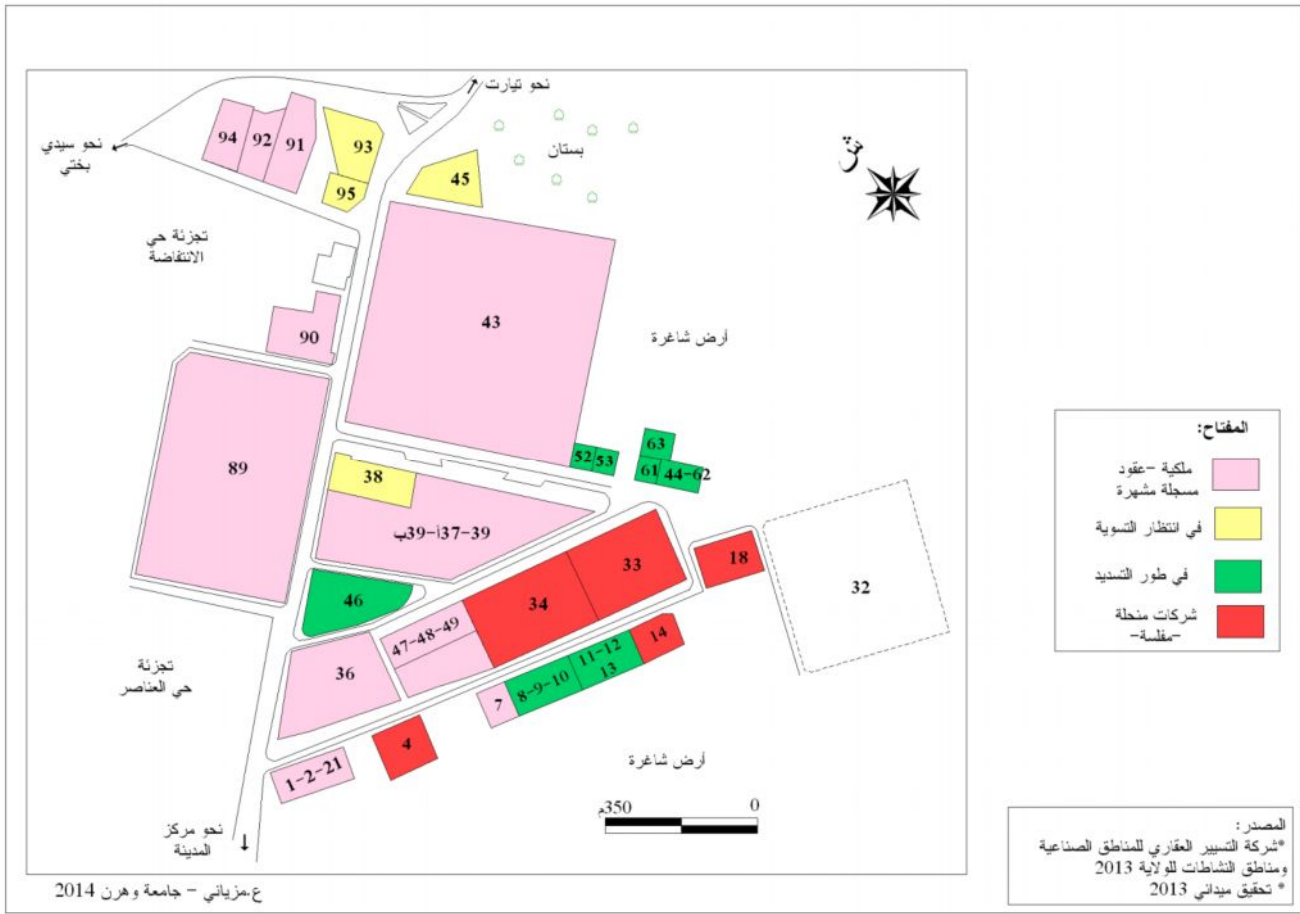 نحو تيارت
نحو سيدي
بختي
بستان
ش
94
92
91
93
95
45
تجزئة حي
الانتفاضة
43
أرض شاغرة
90
المفتاح:
ملكية -عقود
مسجلة مشهرة
في انتظار التسوية
في طور التسديد
شركات منحلة
-مفلسة-
89
52
53
63
61
44-62
38
37-39أ-39ب
33
18
32
34
46
47-48-49
14
11-12
13
8-9-10
7
36
تجزئة
حي العناصر
4
1-2-21
أرض شاغرة
350م
0
نحو مركز
المدينة
المصدر:
*شركة التسيير العقاري للمناطق الصناعية
ومناطق النشاطات للولاية 2013
* تحقيق ميداني 2013
ع.مزياني - جامعة وهرن 2014